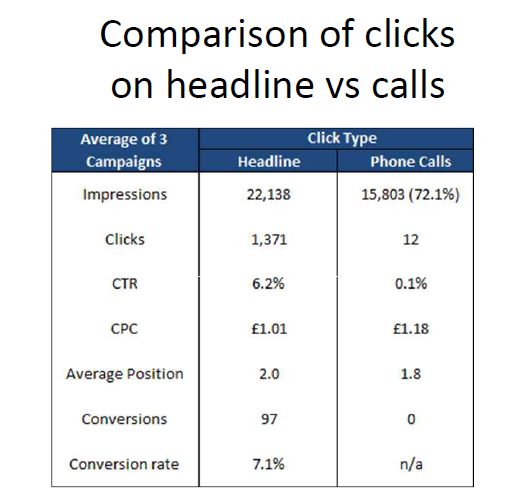 Comparison of clicks
on headline vs calls
Average of 3
Campaigns
Click Type
Headline
Phone Calls
Impressions 22,138 15,803 (72.1%)
Clicks 1,371 12
CTR 6.2% 0.1%
CPC £1.01 £1.18
Average Position 2.0 1.8
Conversions 97 0
Conversion rate 7.1% n/a